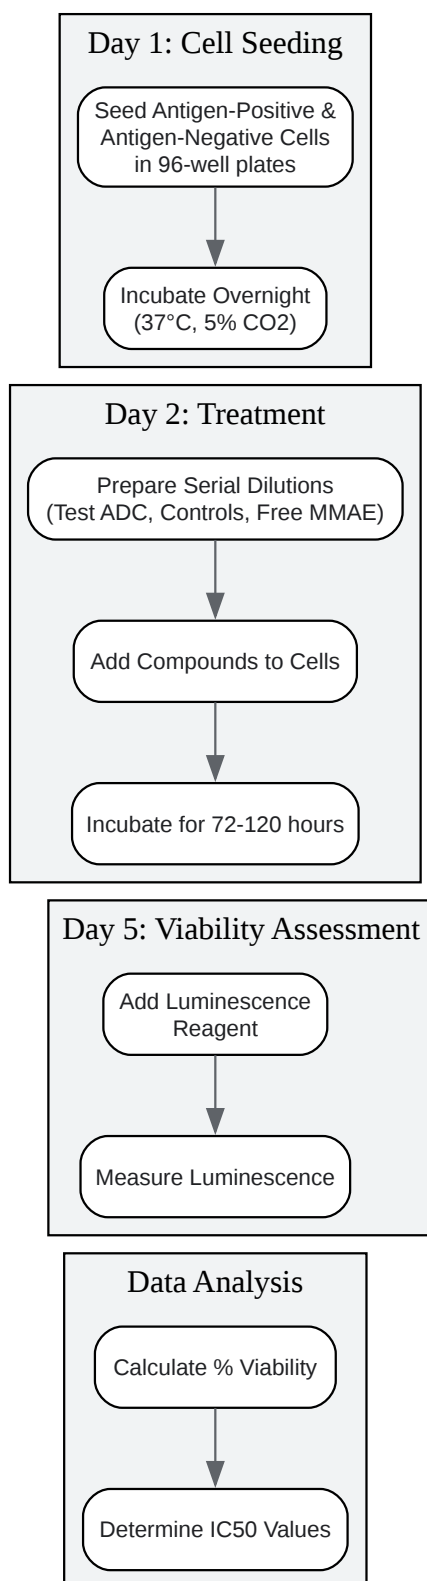 Day 1: Cell Seeding
Seed Antigen-Positive &
Antigen-Negative Cells
in 96-well plates
Incubate Overnight
(37°C, 5% CO2)
Day 2: Treatment
Prepare Serial Dilutions
(Test ADC, Controls, Free MMAE)
Add Compounds to Cells
Incubate for 72-120 hours
Day 5: Viability Assessment
Add Luminescence
Reagent
Measure Luminescence
Data Analysis
Calculate % Viability
Determine IC50 Values